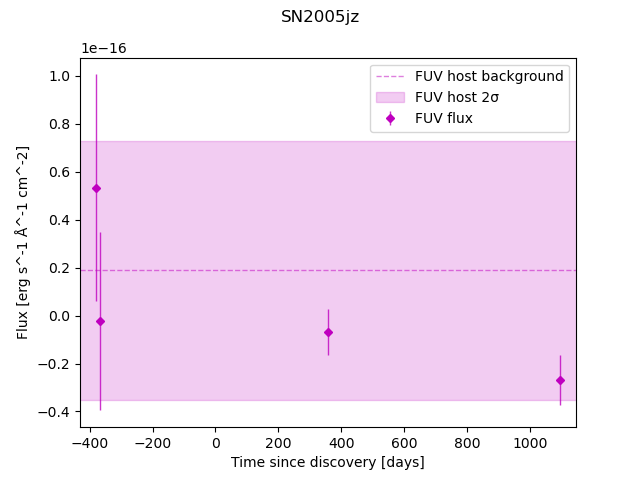 SN2005jz
1e−16
FUV host background
FUV host 2σ
FUV flux
1.0
0.8
0.6
0.4
0.2
0.0
−0.2
−0.4
Flux [erg s^-1 Å^-1 cm^-2]
−400 −200 0 200 400 600 800 1000
Time since discovery [days]